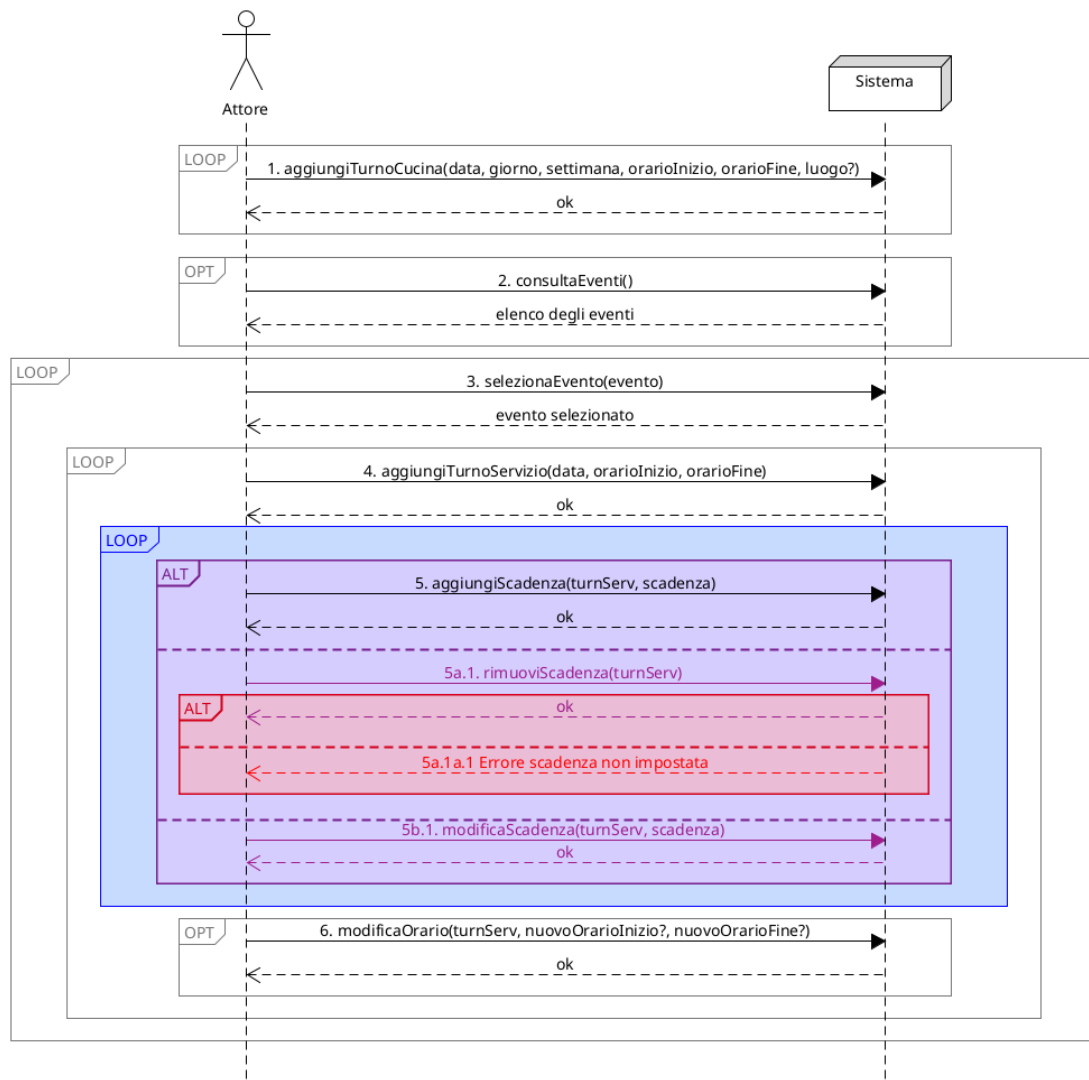 Attore
Sistema
LOOP
1. aggiungiTurnoCucina(data, giorno, settimana, orarioInizio, orarioFine, luogo?)
ok
OPT
2. consultaEventi()
elenco degli eventi
LOOP
3. selezionaEvento(evento)
evento selezionato
LOOP
4. aggiungiTurnoServizio(data, orarioInizio, orarioFine)
ok
LOOP
ALT
5. aggiungiScadenza(turnServ, scadenza)
ok
5a.1. rimuoviScadenza(turnServ)
ALT
ok
5a.1a.1 Errore scadenza non impostata
5b.1. modificaScadenza(turnServ, scadenza)
ok
OPT
6. modificaOrario(turnServ, nuovoOrarioInizio?, nuovoOrarioFine?)
ok